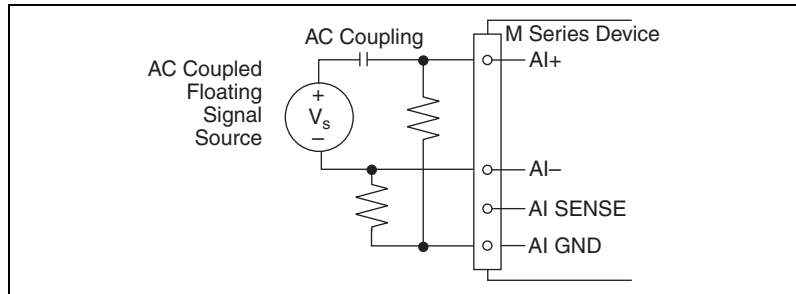 M Series Device
AC Coupling
AI+
AC Coupled
Floating
Signal
Source
+
Vs
–
AI–
AI SENSE
AI GND